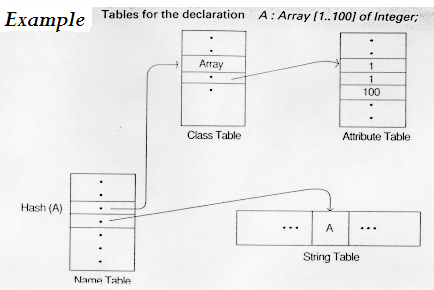 Example
Tables for the declaration A : Array [1..100] of Integer;
Array
1
1
100
Class Table
Attribute Table
Hash (A)
... A ...
String Table
Name Table